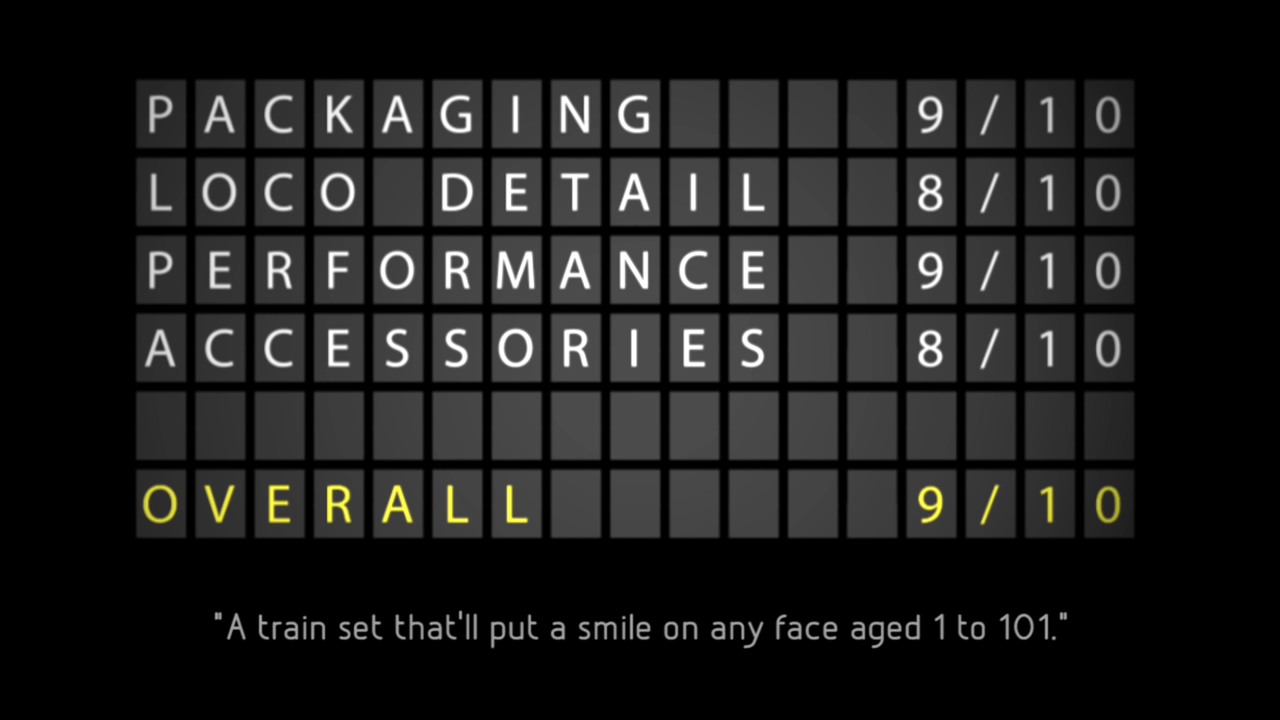 PACKAGING 9/10
LOCO DETAIL 8/10
PERFORMANCE 9/10
ACCESSORIES 8/10
OVERALL 9/10
"A train set that'll put a smile on any face aged 1 to 101."